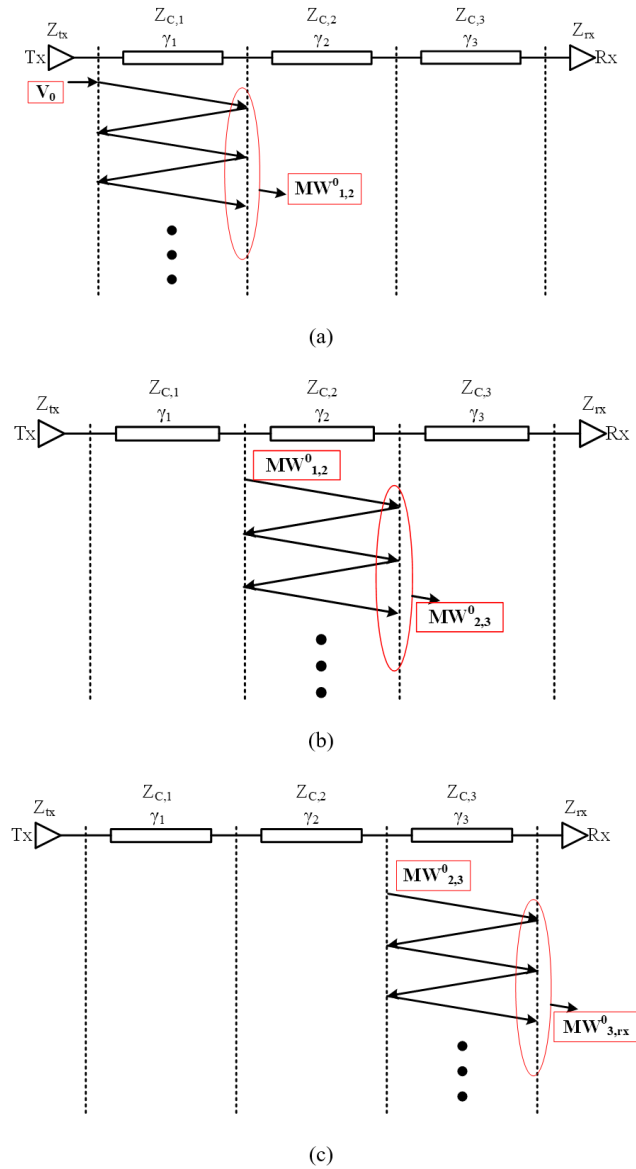 Z_C,1 Z_C,2 Z_C,3
Z_tx Z_rx
Tx γ_1 γ_2 γ_3 Rx
V_0
MW^0_1,2
(a)
Z_C,1 Z_C,2 Z_C,3
Z_tx Z_rx
Tx γ_1 γ_2 γ_3 Rx
MW^0_1,2
MW^0_2,3
(b)
Z_C,1 Z_C,2 Z_C,3
Z_tx Z_rx
Tx γ_1 γ_2 γ_3 Rx
MW^0_2,3
MW^0_3,rx
(c)